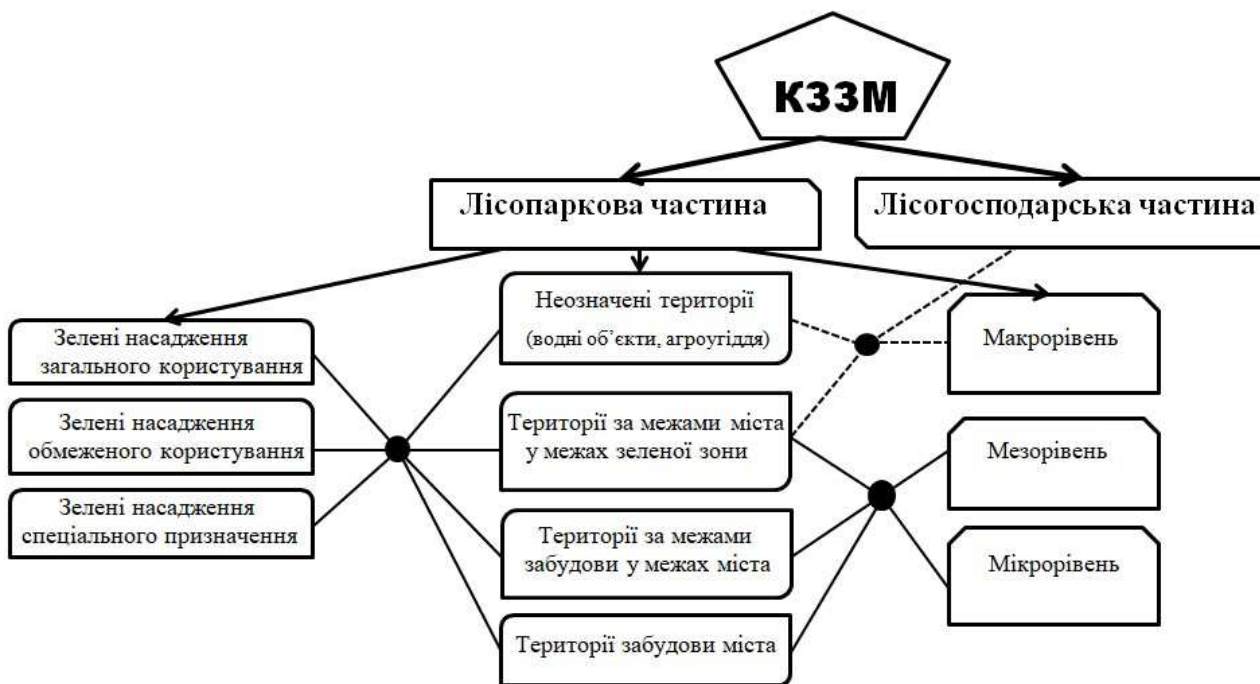 КЗЗМ
Лісопаркова частина
Лісогосподарська частина
Зелені насадження
загального користування
Зелені насадження
обмеженого користування
Зелені насадження
спеціального призначення
Неозначені території
(водні об’єкти, агроугіддя)
Території за межами міста
у межах зеленої зони
Території за межами
забудови у межах міста
Території забудови міста
Макрорівень
Мезорівень
Мікрорівень